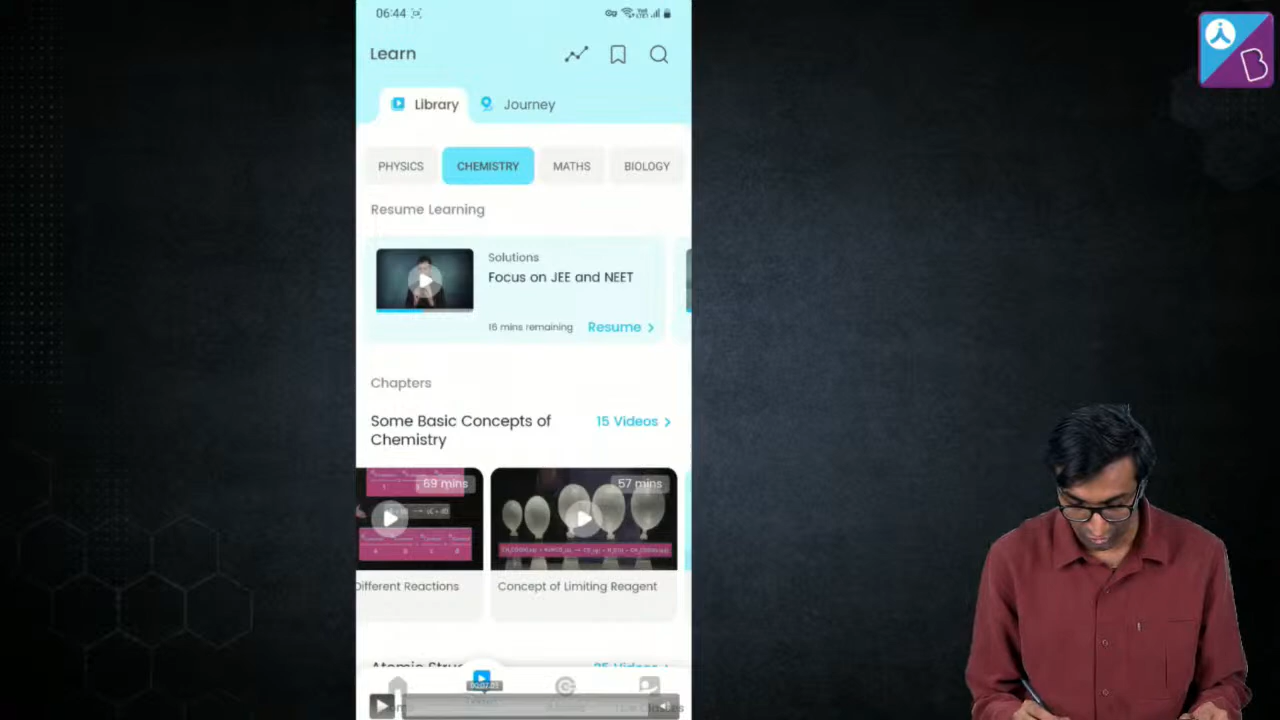 06:44
Learn
Library
Journey
PHYSICS
CHEMISTRY
MATHS
BIOLOGY
Resume Learning
Solutions
Focus on JEE and NEET
16 mins remaining
Resume >
Chapters
Some Basic Concepts of
Chemistry
15 Videos >
69 mins
57 mins
Different Reactions
Concept of Limiting Reagent
B